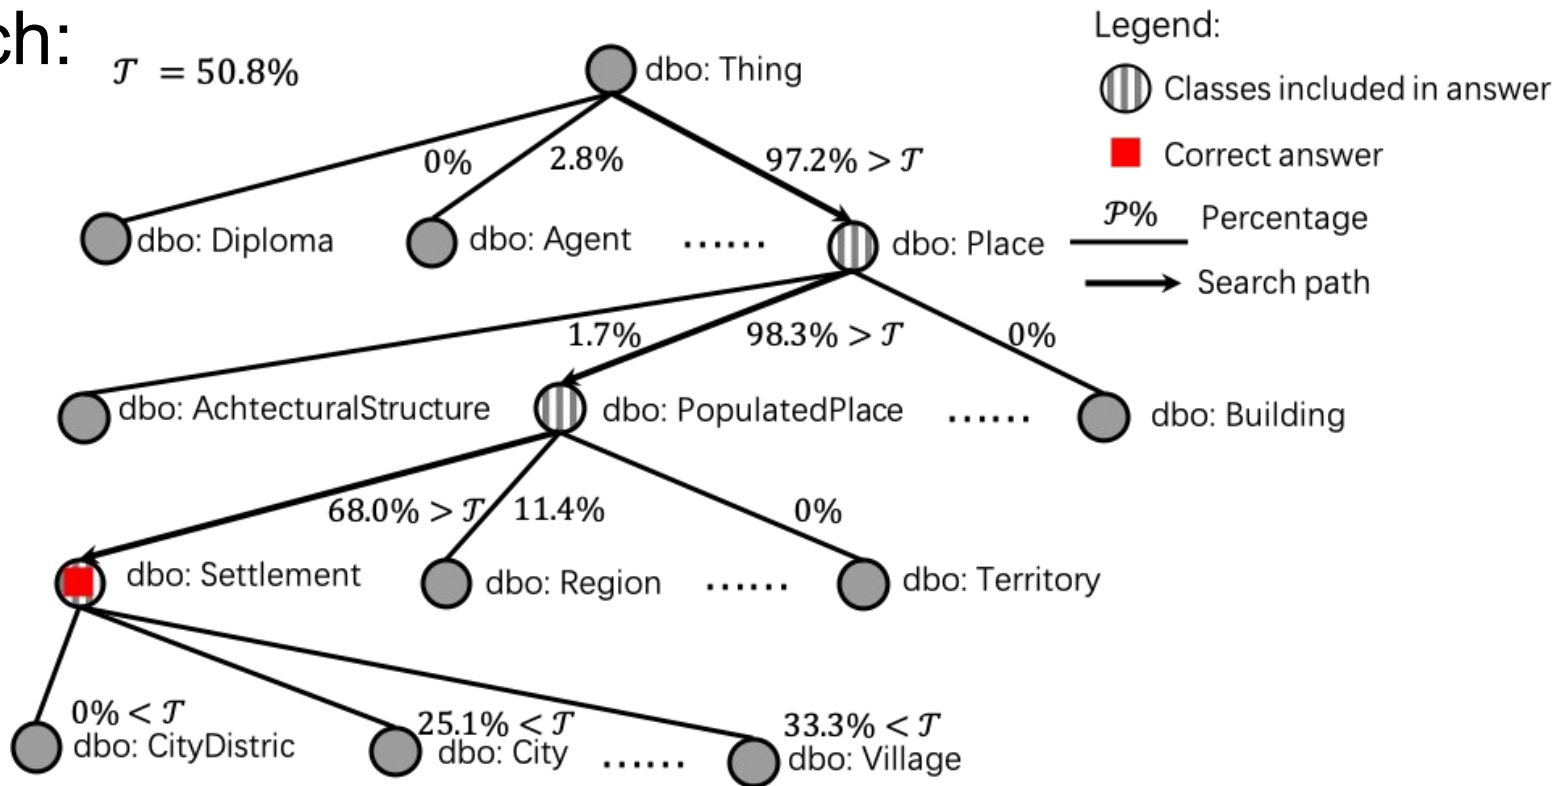 ch:
𝒯 = 50.8%
dbo: Thing
Legend:
Classes included in answer
Correct answer
𝒫% Percentage
Search path
0% 2.8% 97.2% > 𝒯
dbo: Diploma dbo: Agent ...... dbo: Place
1.7% 98.3% > 𝒯 0%
dbo: AchtecturalStructure dbo: PopulatedPlace ...... dbo: Building
68.0% > 𝒯 11.4% 0%
dbo: Settlement dbo: Region ...... dbo: Territory
0% < 𝒯 25.1% < 𝒯 33.3% < 𝒯
dbo: CityDistric dbo: City ...... dbo: Village